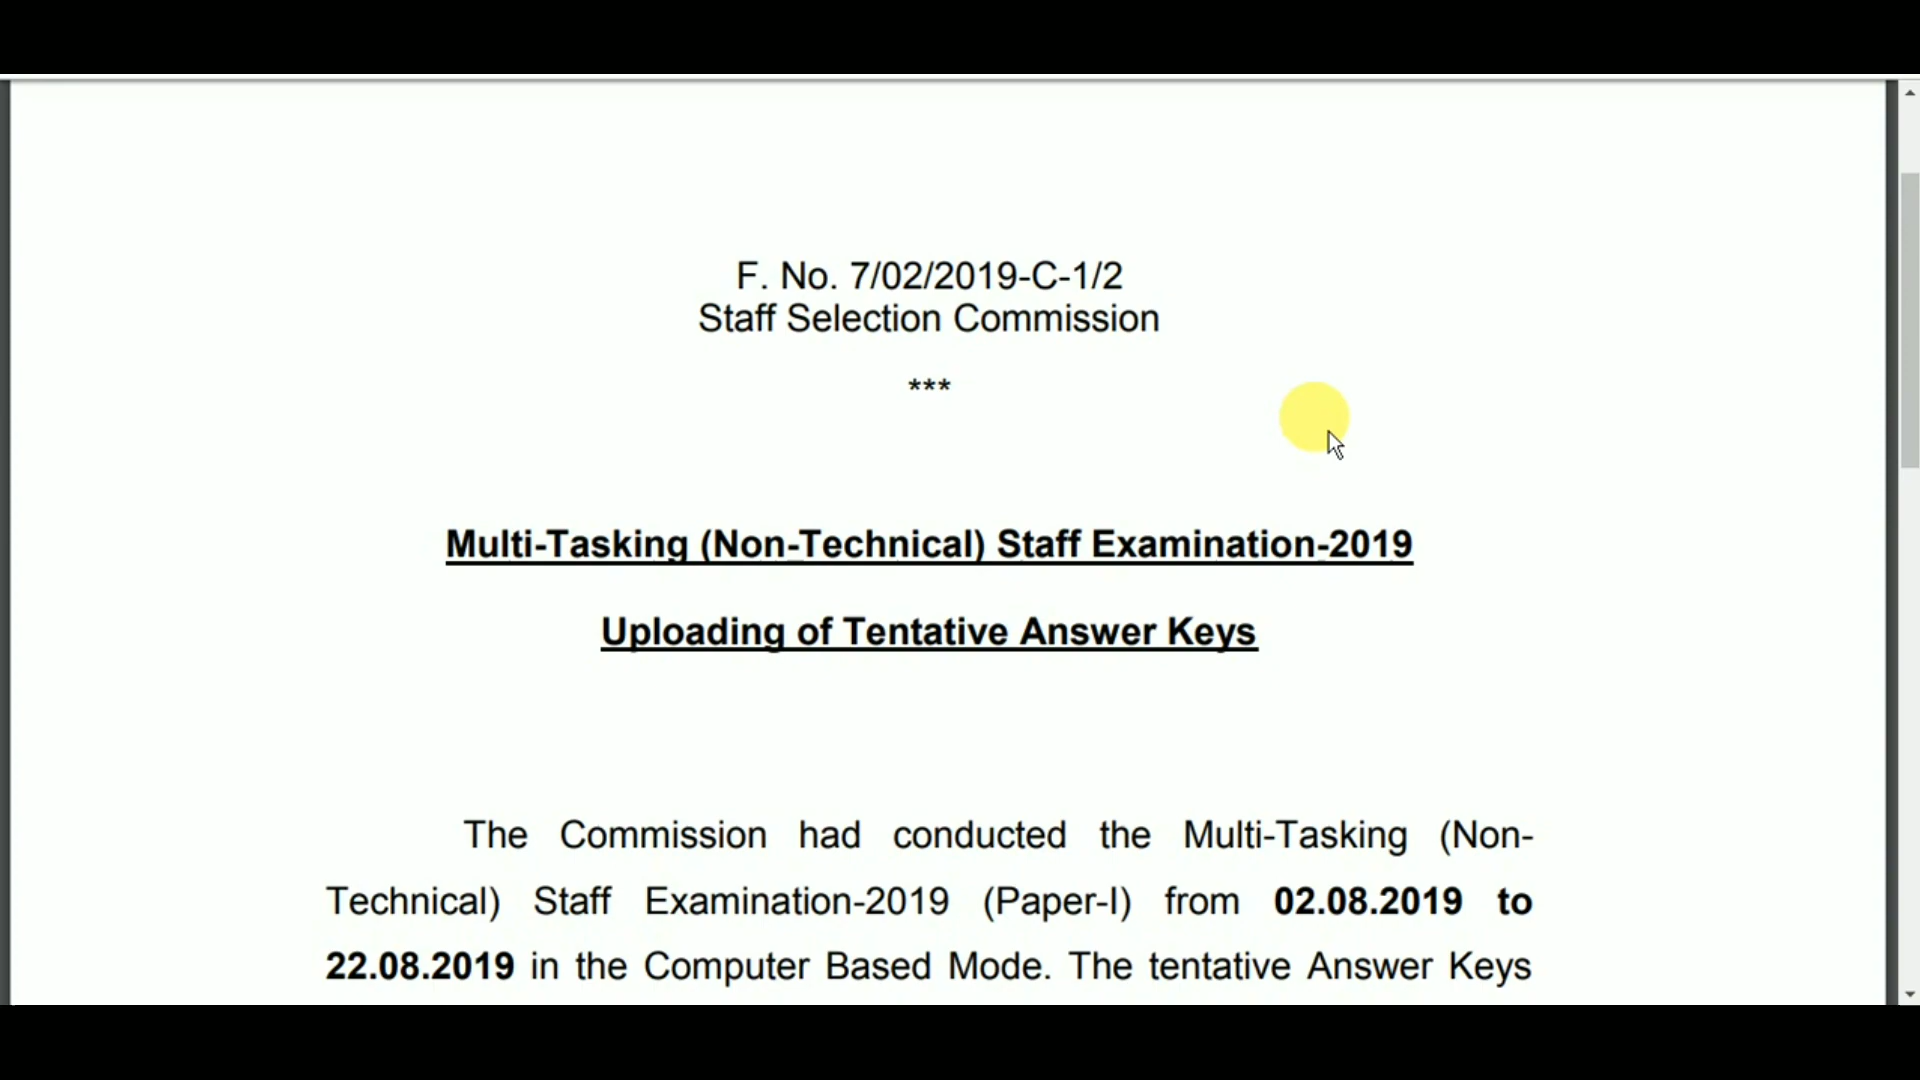 F. No. 7/02/2019-C-1/2
Staff Selection Commission
***
Multi-Tasking (Non-Technical) Staff Examination-2019
Uploading of Tentative Answer Keys
The Commission had conducted the Multi-Tasking (Non-
Technical) Staff Examination-2019 (Paper-I) from 02.08.2019 to
22.08.2019 in the Computer Based Mode. The tentative Answer Keys